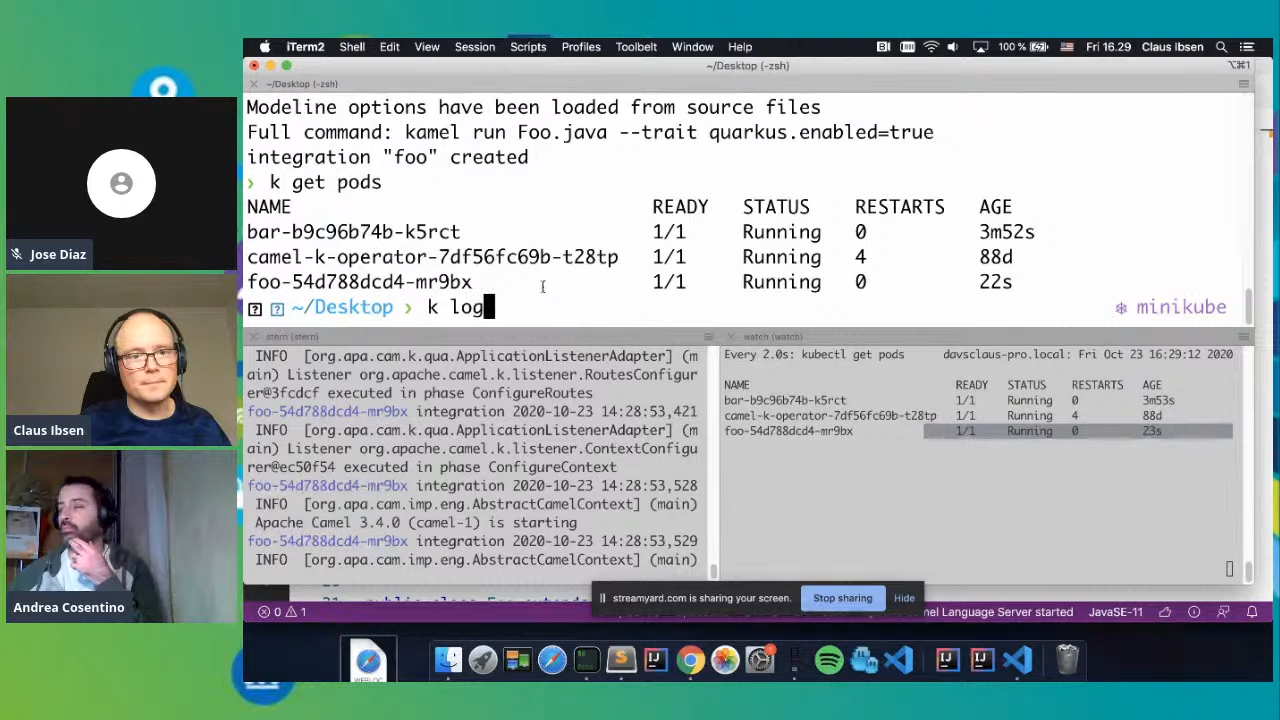 iTerm2 Shell Edit View Session Scripts Profiles Toolbelt Window Help 100 % Fri 16.29 Claus Ibsen
~/Desktop (-zsh) ⌥⌘1
~/Desktop (-zsh)
Modeline options have been loaded from source files
Full command: kamel run Foo.java --trait quarkus.enabled=true
integration "foo" created
❯ k get pods
NAME READY STATUS RESTARTS AGE
bar-b9c96b74b-k5rct 1/1 Running 0 3m52s
camel-k-operator-7df56fc69b-t28tp 1/1 Running 4 88d
foo-54d788dcd4-mr9bx 1/1 Running 0 22s
~/Desktop ❯ k log minikube
stern (stern)
INFO [org.apa.cam.k.qua.ApplicationListenerAdapter] (m
ain) Listener org.apache.camel.k.listener.RoutesConfigur
er@3fcdcf executed in phase ConfigureRoutes
foo-54d788dcd4-mr9bx integration 2020-10-23 14:28:53,421
INFO [org.apa.cam.k.qua.ApplicationListenerAdapter] (m
ain) Listener org.apache.camel.k.listener.ContextConfigu
rer@ec50f54 executed in phase ConfigureContext
foo-54d788dcd4-mr9bx integration 2020-10-23 14:28:53,528
INFO [org.apa.cam.imp.eng.AbstractCamelContext] (main)
Apache Camel 3.4.0 (camel-1) is starting
foo-54d788dcd4-mr9bx integration 2020-10-23 14:28:53,529
INFO [org.apa.cam.imp.eng.AbstractCamelContext] (main)
watch (watch)
Every 2.0s: kubectl get pods davsclaus-pro.local: Fri Oct 23 16:29:12 2020
NAME READY STATUS RESTARTS AGE
bar-b9c96b74b-k5rct 1/1 Running 0 3m53s
camel-k-operator-7df56fc69b-t28tp 1/1 Running 4 88d
foo-54d788dcd4-mr9bx 1/1 Running 0 23s
streamyard.com is sharing your screen. Stop sharing Hide
0 1 Language Server started JavaSE-11
Jose Diaz
Claus Ibsen
Andrea Cosentino